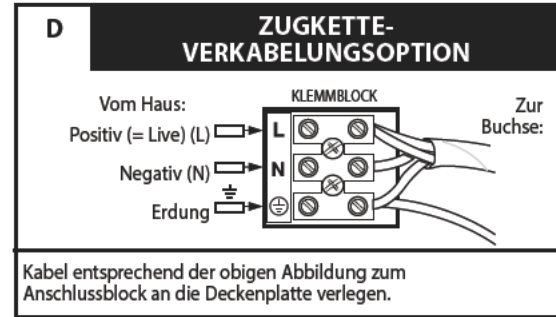 D
ZUGKETTE-
VERKABELUNGSOPTION
Vom Haus:
KLEMMBLOCK
Zur
Buchse:
Positiv (= Live) (L)
L
Negativ (N)
N
Erdung
Kabel entsprechend der obigen Abbildung zum
Anschlussblock an die Deckenplatte verlegen.